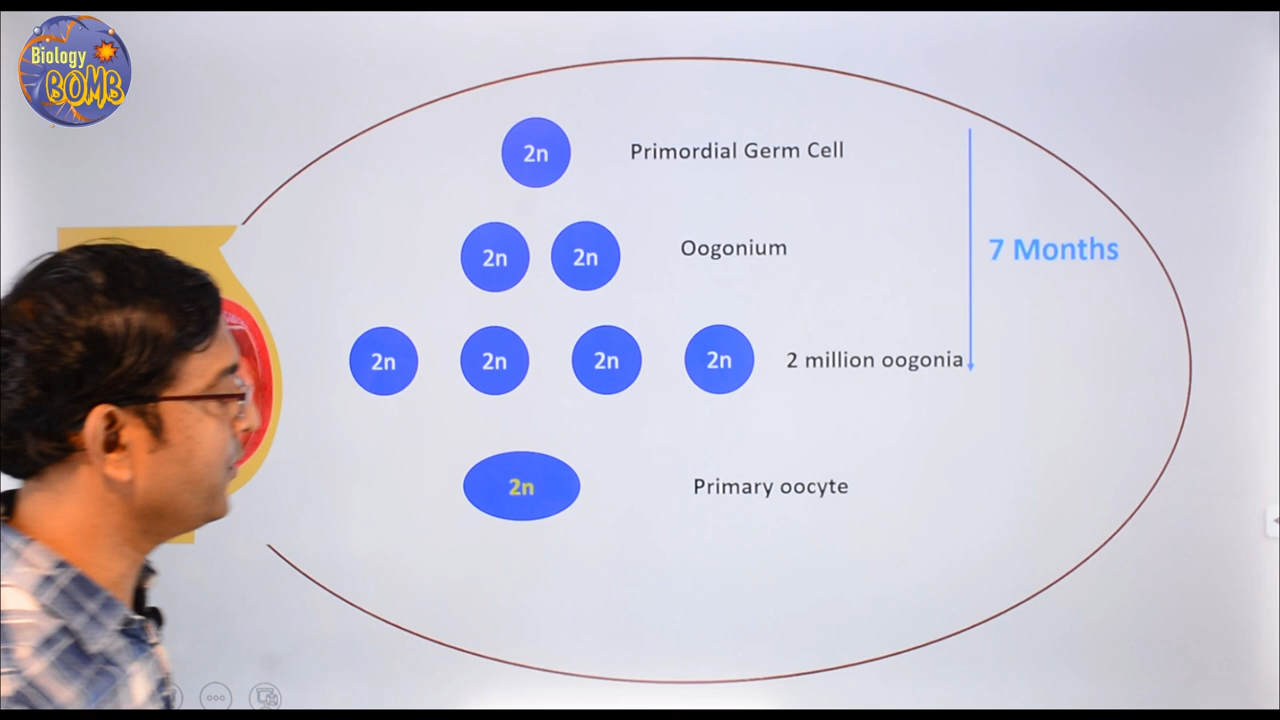 Biology
BOMB
2n
Primordial Germ Cell
2n
2n
Oogonium
7 Months
2n
2n
2n
2n
2 million oogonia
2n
Primary oocyte